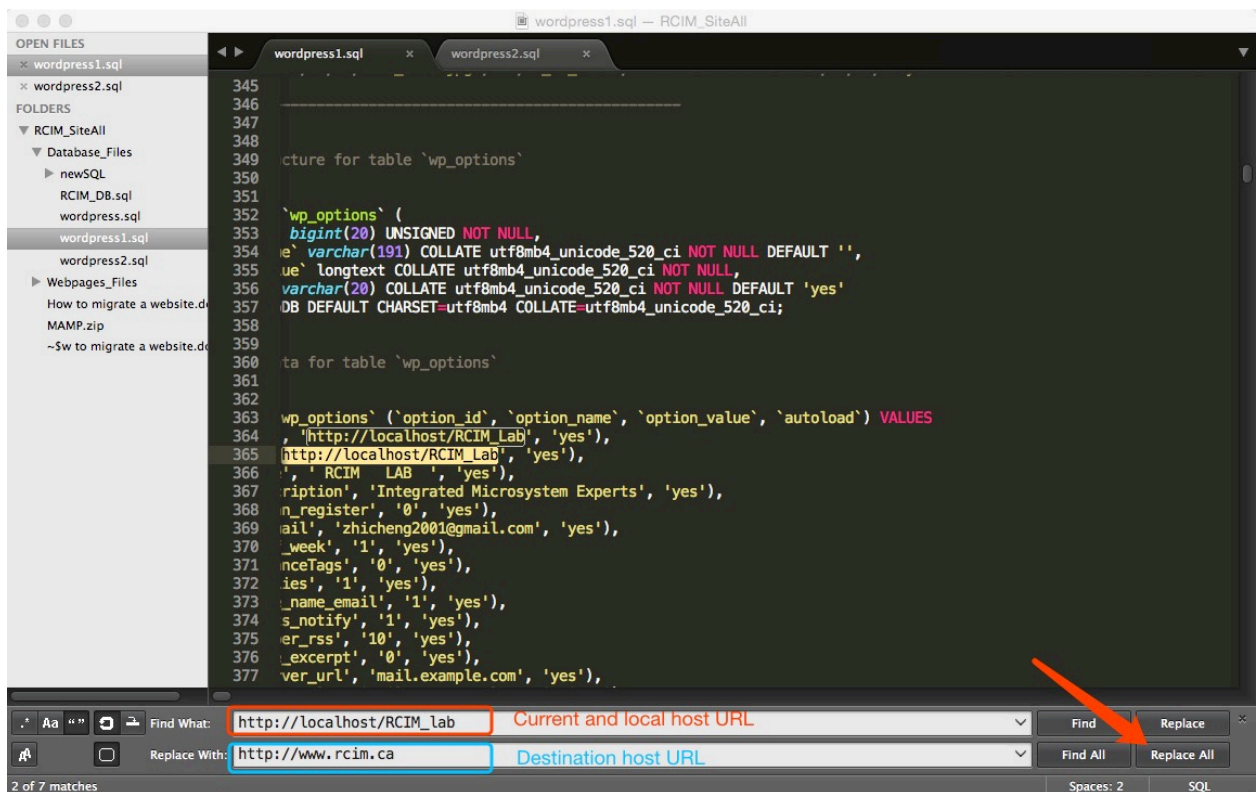 wordpress1.sql — RCIM_SiteAll
OPEN FILES
× wordpress1.sql
× wordpress2.sql
FOLDERS
▼ RCIM_SiteAll
▼ Database_Files
▶ newSQL
RCIM_DB.sql
wordpress.sql
wordpress1.sql
wordpress2.sql
▶ Webpages_Files
How to migrate a website.d
MAMP.zip
~$w to migrate a website.d
wordpress1.sql ×
wordpress2.sql ×
345
346 --------------------------------------------------------
347
348
349 cture for table `wp_options`
350
351
352 `wp_options` (
353 bigint(20) UNSIGNED NOT NULL,
354 e` varchar(191) COLLATE utf8mb4_unicode_520_ci NOT NULL DEFAULT '',
355 ue` longtext COLLATE utf8mb4_unicode_520_ci NOT NULL,
356 varchar(20) COLLATE utf8mb4_unicode_520_ci NOT NULL DEFAULT 'yes'
357 DB DEFAULT CHARSET=utf8mb4 COLLATE=utf8mb4_unicode_520_ci;
358
359
360 ta for table `wp_options`
361
362
363 wp_options` (`option_id`, `option_name`, `option_value`, `autoload`) VALUES
364 , 'http://localhost/RCIM_Lab', 'yes'),
365 http://localhost/RCIM_Lab', 'yes'),
366 ', ' RCIM LAB ', 'yes'),
367 ription', 'Integrated Microsystem Experts', 'yes'),
368 n_register', '0', 'yes'),
369 ail', 'zhicheng2001@gmail.com', 'yes'),
370 _week', '1', 'yes'),
371 nceTags', '0', 'yes'),
372 ies', '1', 'yes'),
373 _name_email', '1', 'yes'),
374 s_notify', '1', 'yes'),
375 er_rss', '10', 'yes'),
376 _excerpt', '0', 'yes'),
377 ver_url', 'mail.example.com', 'yes'),
.* Aa “” Find What: http://localhost/RCIM_lab Current and local host URL Find Replace ×
Replace With: http://www.rcim.ca Destination host URL Find All Replace All
2 of 7 matches Spaces: 2 SQL